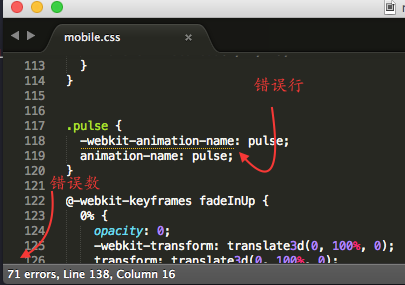 mobile.css ×
113 }
114 }
115
116
错误行
117 .pulse {
118 -webkit-animation-name: pulse;
119 animation-name: pulse;
120 }
121
错误数
122 @-webkit-keyframes fadeInUp {
123 0% {
124 opacity: 0;
125 -webkit-transform: translate3d(0, 100%, 0);
126 transform: translate3d(0, 100%, 0);
71 errors, Line 138, Column 16